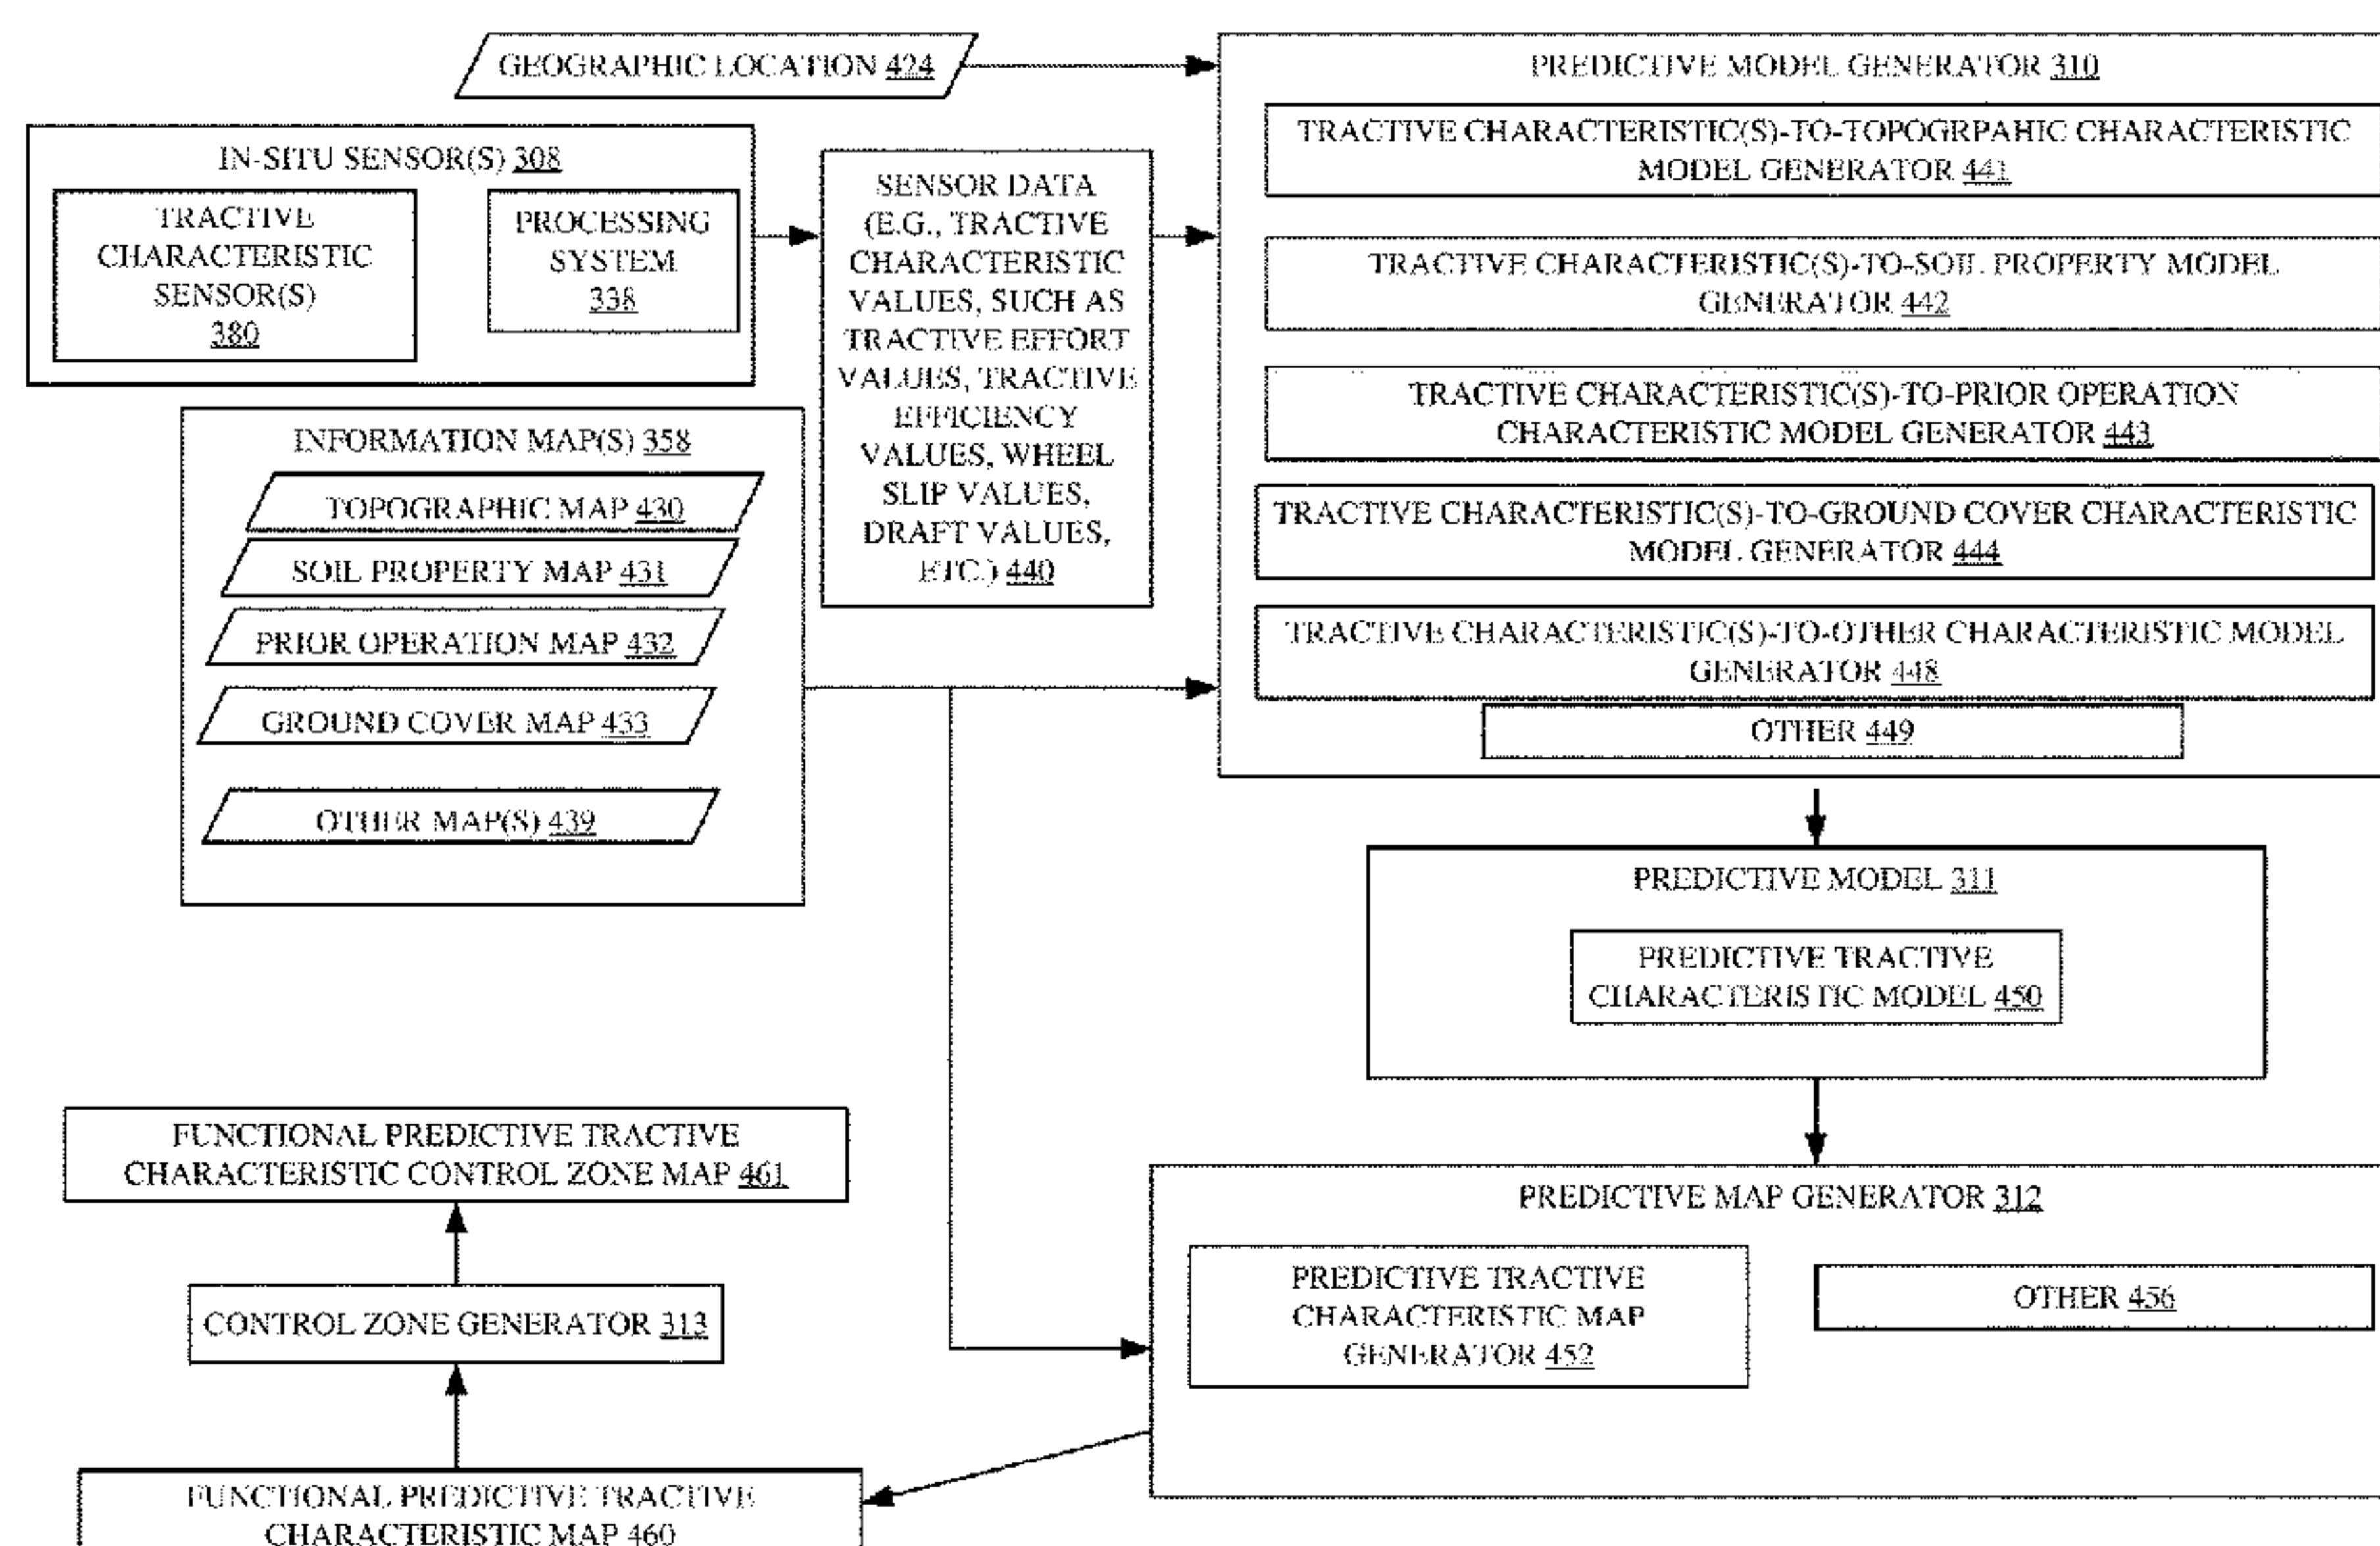 GEOGRAPHIC LOCATION 424
IN-SITU SENSOR(S) 308
TRACTIVE
CHARACTERISTIC
SENSOR(S)
380
PROCESSING
SYSTEM
338
SENSOR DATA
(E.G., TRACTIVE
CHARACTERISTIC
VALUES, SUCH AS
TRACTIVE EFFORT
VALUES, TRACTIVE
EFFICIENCY
VALUES, WHEEL
SLIP VALUES,
DRAFT VALUES,
ETC.) 440
PREDICTIVE MODEL GENERATOR 310
TRACTIVE CHARACTERISTIC(S)-TO-TOPOGRPAHIC CHARACTERISTIC
MODEL GENERATOR 441
TRACTIVE CHARACTERISTIC(S)-TO-SOIL PROPERTY MODEL
GENERATOR 442
TRACTIVE CHARACTERISTIC(S)-TO-PRIOR OPERATION
CHARACTERISTIC MODEL GENERATOR 443
TRACTIVE CHARACTERISTIC(S)-TO-GROUND COVER CHARACTERISTIC
MODEL GENERATOR 444
TRACTIVE CHARACTERISTIC(S)-TO-OTHER CHARACTERISTIC MODEL
GENERATOR 448
OTHER 449
INFORMATION MAP(S) 358
TOPOGRAPHIC MAP 430
SOIL PROPERTY MAP 431
PRIOR OPERATION MAP 432
GROUND COVER MAP 433
OTHER MAP(S) 439
PREDICTIVE MODEL 311
PREDICTIVE TRACTIVE
CHARACTERISTIC MODEL 450
PREDICTIVE MAP GENERATOR 312
PREDICTIVE TRACTIVE
CHARACTERISTIC MAP
GENERATOR 452
OTHER 456
FUNCTIONAL PREDICTIVE TRACTIVE
CHARACTERISTIC CONTROL ZONE MAP 461
CONTROL ZONE GENERATOR 313
FUNCTIONAL PREDICTIVE TRACTIVE
CHARACTERISTIC MAP 460